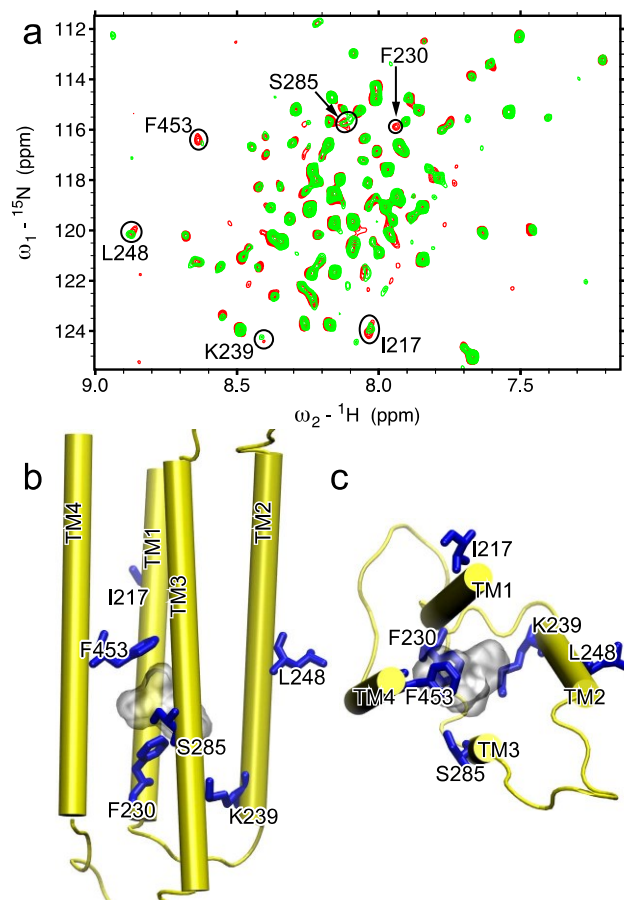 a
112
114
116
118
120
122
124
ω1 - 15N (ppm)
9.0
8.5
8.0
7.5
ω2 - 1H (ppm)
S285
F230
F453
L248
K239
I217
b
TM4
TM1
TM3
TM2
I217
F453
L248
S285
F230
K239
c
I217
TM1
F230
K239
L248
TM4
F453
TM2
TM3
S285